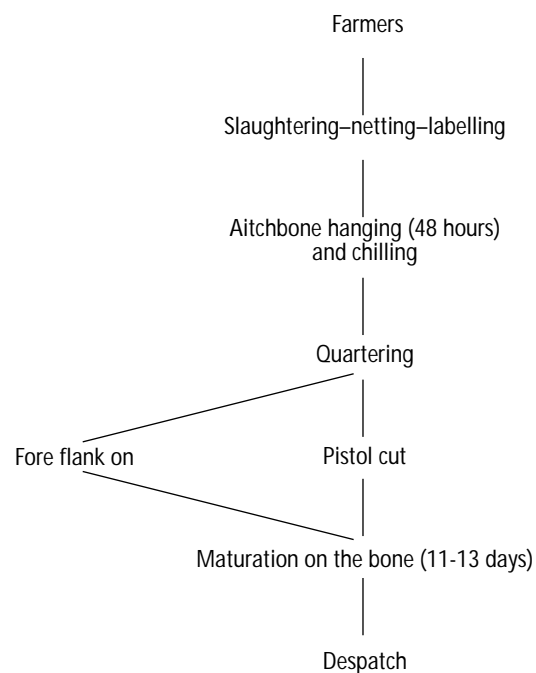 Farmers
Slaughtering–netting–labelling
Aitchbone hanging (48 hours)
and chilling
Quartering
Fore flank on
Pistol cut
Maturation on the bone (11-13 days)
Despatch